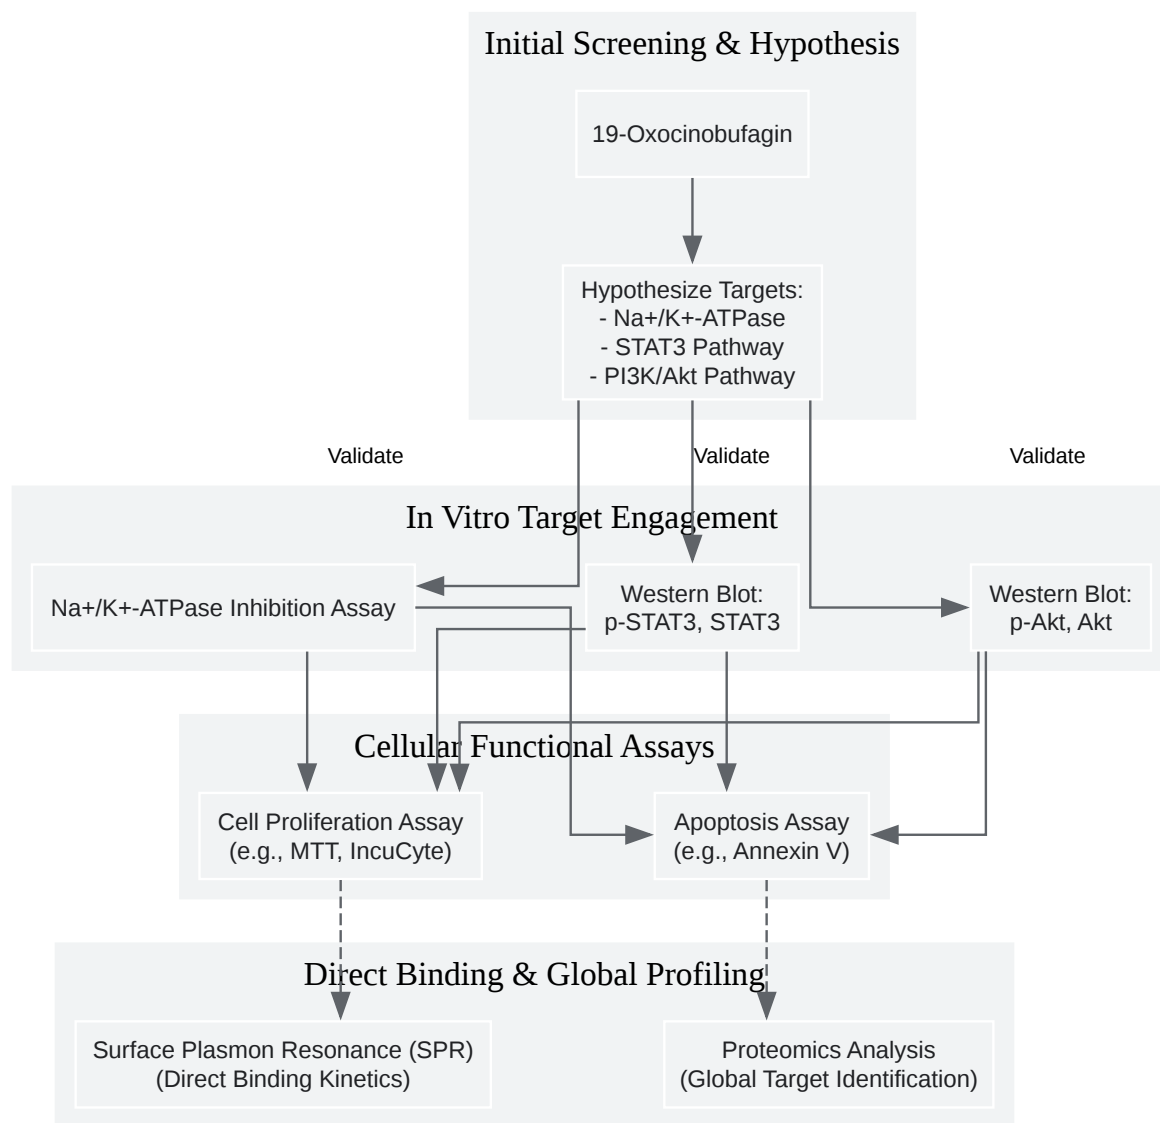 Initial Screening & Hypothesis
19-Oxocinobufagin
Hypothesize Targets:
- Na+/K+-ATPase
- STAT3 Pathway
- PI3K/Akt Pathway
Validate
Validate
Validate
In Vitro Target Engagement
Na+/K+-ATPase Inhibition Assay
Western Blot:
p-STAT3, STAT3
Western Blot:
p-Akt, Akt
Cellular Functional Assays
Cell Proliferation Assay
(e.g., MTT, IncuCyte)
Apoptosis Assay
(e.g., Annexin V)
Direct Binding & Global Profiling
Surface Plasmon Resonance (SPR)
(Direct Binding Kinetics)
Proteomics Analysis
(Global Target Identification)